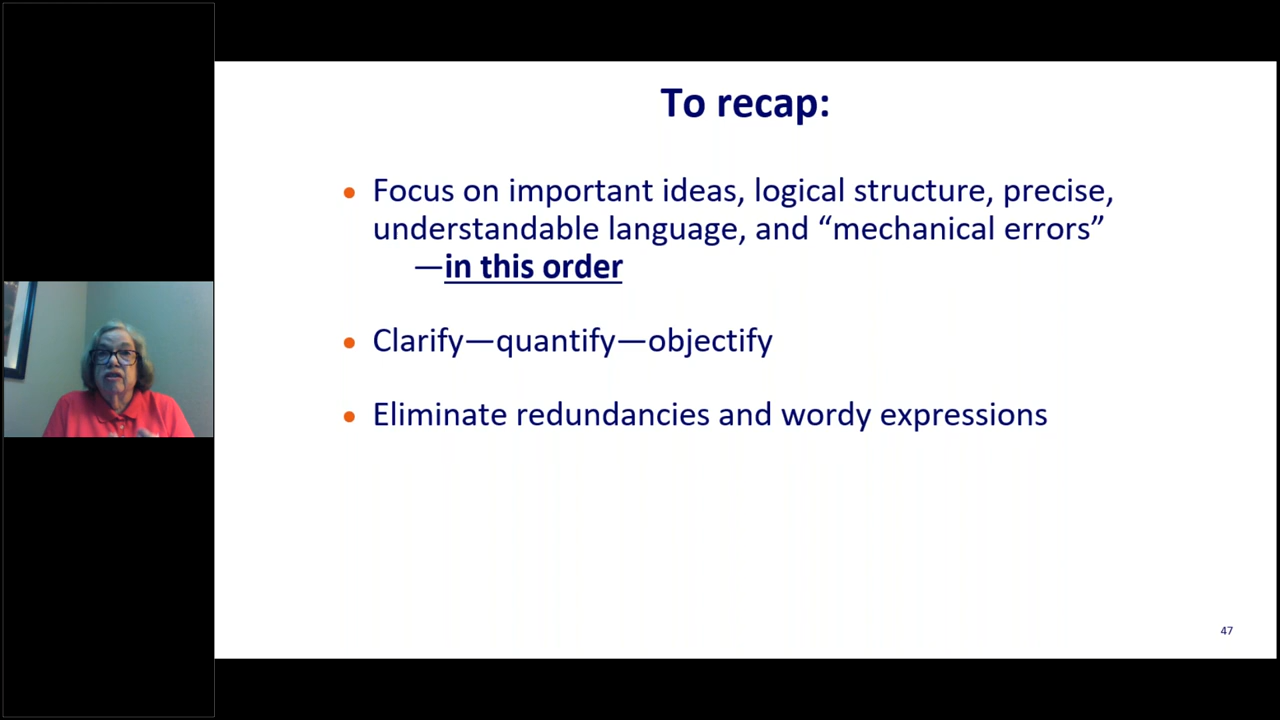 To recap:
• Focus on important ideas, logical structure, precise,
understandable language, and “mechanical errors”
—in this order
• Clarify—quantify—objectify
• Eliminate redundancies and wordy expressions
47